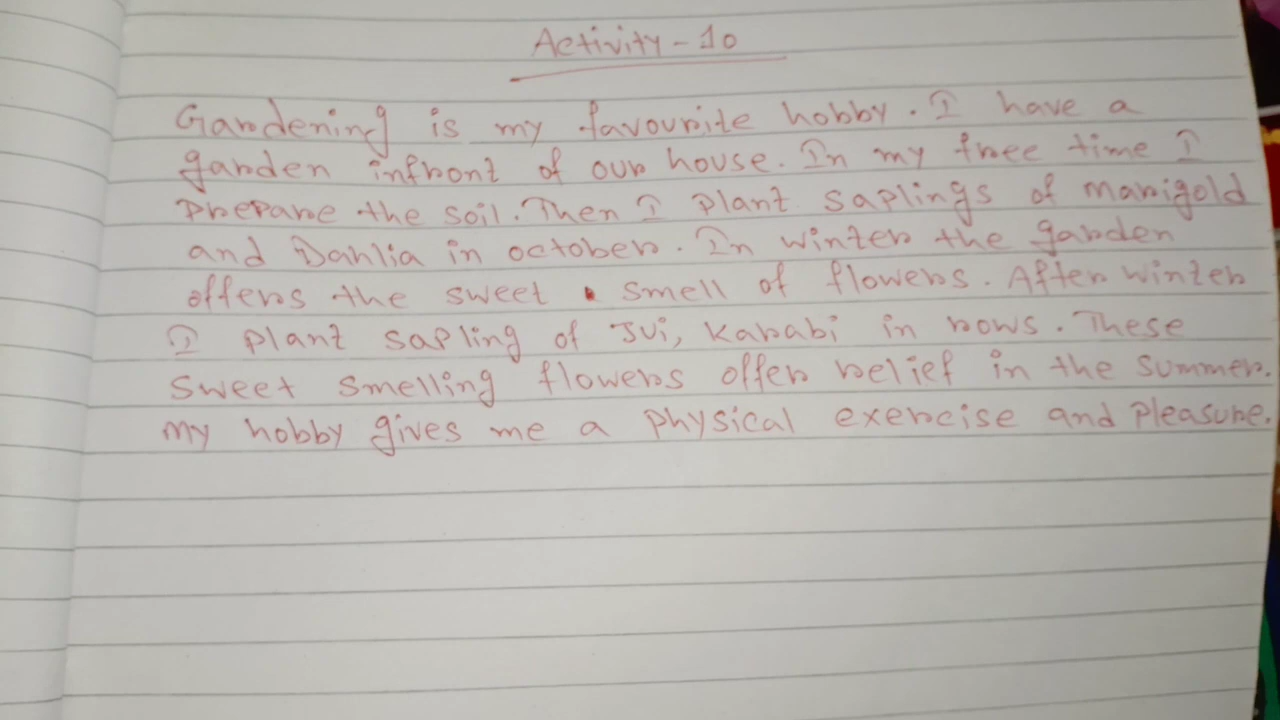 Activity - 10
Gardening is my favourite hobby. I have a
garden infront of our house. In my free time I
prepare the soil. Then I plant saplings of marigold
and Dahlia in october. In winter the garden
offers the sweet smell of flowers. After winter
I plant sapling of Jui, Karabi in rows. These
sweet smelling flowers offer relief in the summer.
my hobby gives me a physical exercise and pleasure.